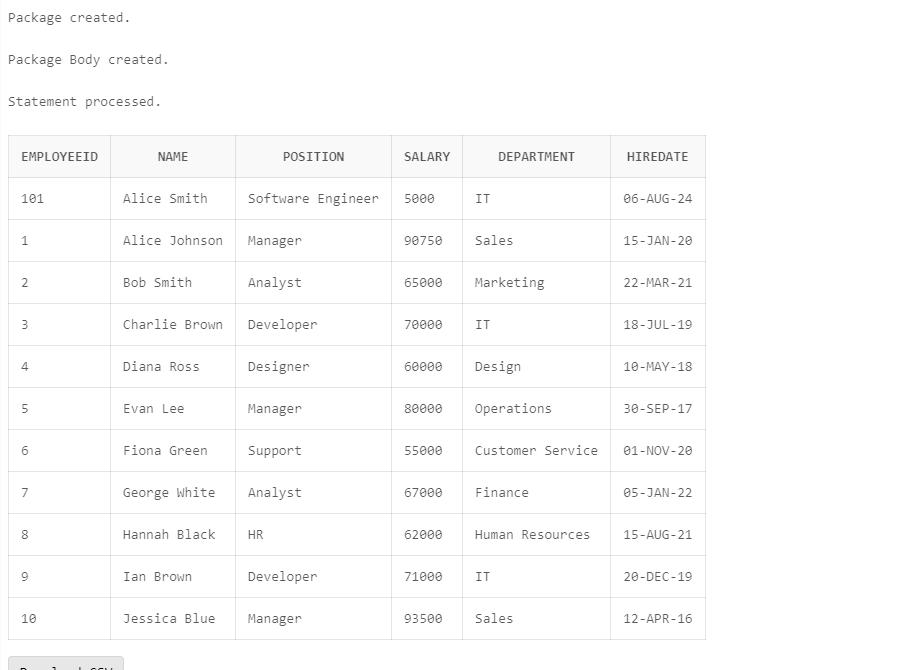 Package created.
Package Body created.
Statement processed.
EMPLOYEEID NAME POSITION SALARY DEPARTMENT HIREDATE
101 Alice Smith Software Engineer 5000 IT 06-AUG-24
1 Alice Johnson Manager 90750 Sales 15-JAN-20
2 Bob Smith Analyst 65000 Marketing 22-MAR-21
3 Charlie Brown Developer 70000 IT 18-JUL-19
4 Diana Ross Designer 60000 Design 10-MAY-18
5 Evan Lee Manager 80000 Operations 30-SEP-17
6 Fiona Green Support 55000 Customer Service 01-NOV-20
7 George White Analyst 67000 Finance 05-JAN-22
8 Hannah Black HR 62000 Human Resources 15-AUG-21
9 Ian Brown Developer 71000 IT 20-DEC-19
10 Jessica Blue Manager 93500 Sales 12-APR-16
Download CSV